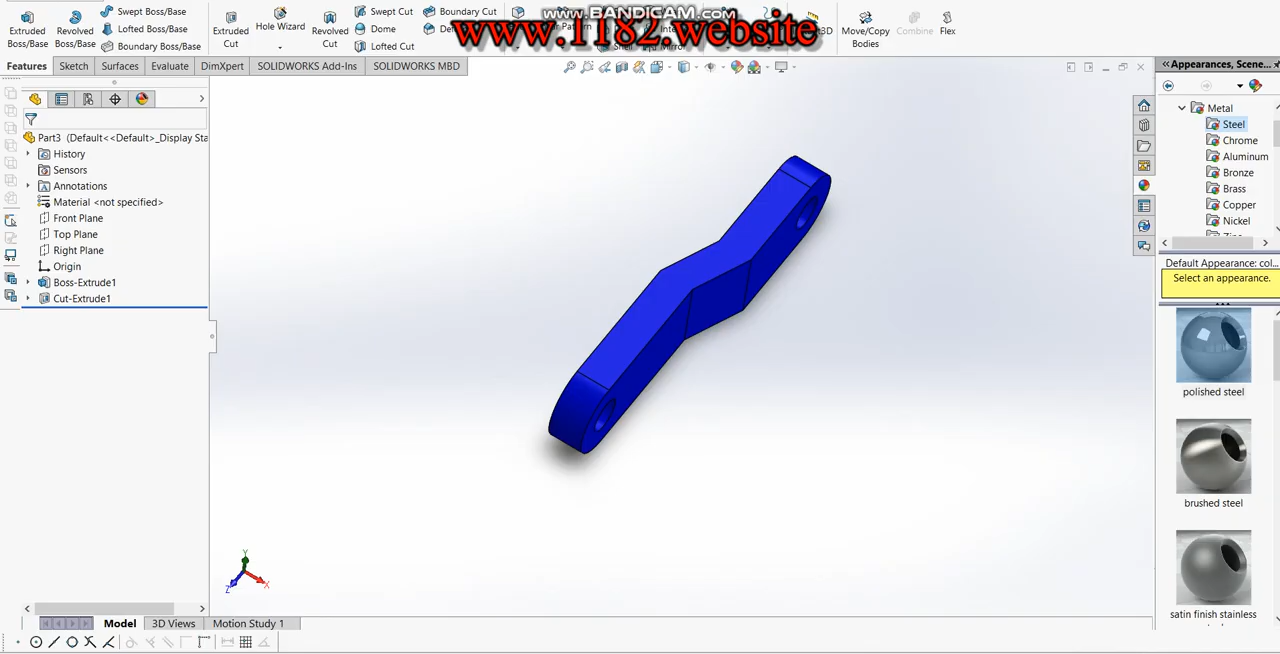 Extruded Boss/Base
Revolved Boss/Base
Swept Boss/Base
Lofted Boss/Base
Boundary Boss/Base
Extruded Cut
Hole Wizard
Revolved Cut
Swept Cut
Dome
Lofted Cut
Boundary Cut
WWW.BANDICAM.COM
www.1182.website
Move/Copy Bodies
Combine
Flex
Features
Sketch
Surfaces
Evaluate
DimXpert
SOLIDWORKS Add-Ins
SOLIDWORKS MBD
Part3 (Default<<Default>_Display Sta
History
Sensors
Annotations
Material <not specified>
Front Plane
Top Plane
Right Plane
Origin
Boss-Extrude1
Cut-Extrude1
Y
Z
X
Appearances, Scene...
Metal
Steel
Chrome
Aluminum
Bronze
Brass
Copper
Nickel
Default Appearance: col...
Select an appearance.
polished steel
brushed steel
satin finish stainless
Model
3D Views
Motion Study 1